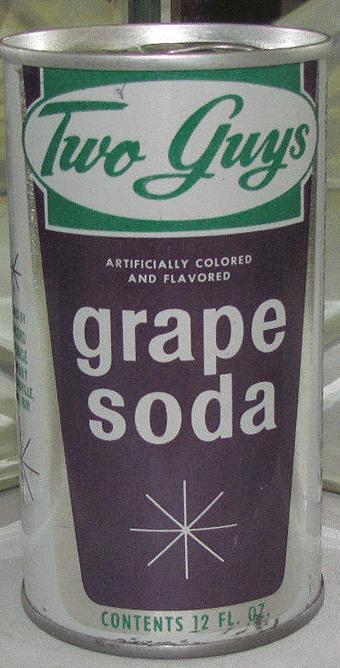 Two Guys
ARTIFICIALLY COLORED
AND FLAVORED
grape
soda
CONTENTS 12 FL. OZ.